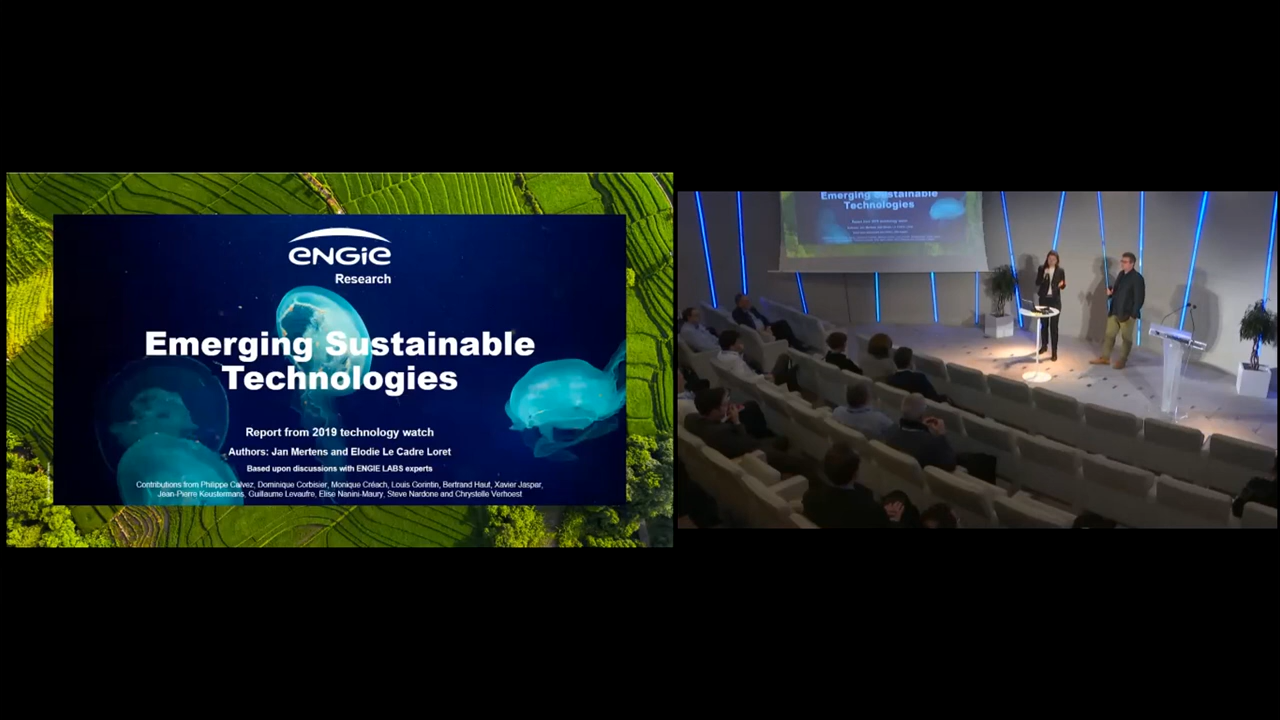 ENGIE
Research
Emerging Sustainable
Technologies
Report from 2019 technology watch
Authors: Jan Mertens and Elodie Le Cadre Loret
Based upon discussions with ENGIE LABS experts
Contributions from Philippe Calvez, Dominique Corbisier, Monique Créach, Louis Gorintin, Bertrand Haut, Xavier Jaspar,
Jean-Pierre Keustermans, Guillaume Levaufre, Elise Nanini-Maury, Steve Nardone and Chrystelle Verhoest
Emerging Sustainable
Technologies